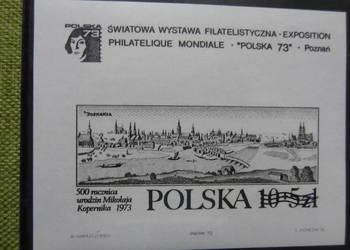 POLSKA
73
ŚWIATOWA WYSTAWA FILATELISTYCZNA · EXPOSITION
PHILATELIQUE MONDIALE · "POLSKA 73" · Poznań
POSNANIA
500 rocznica
urodzin Mikołaja
Kopernika 1973
POLSKA 10+5zł